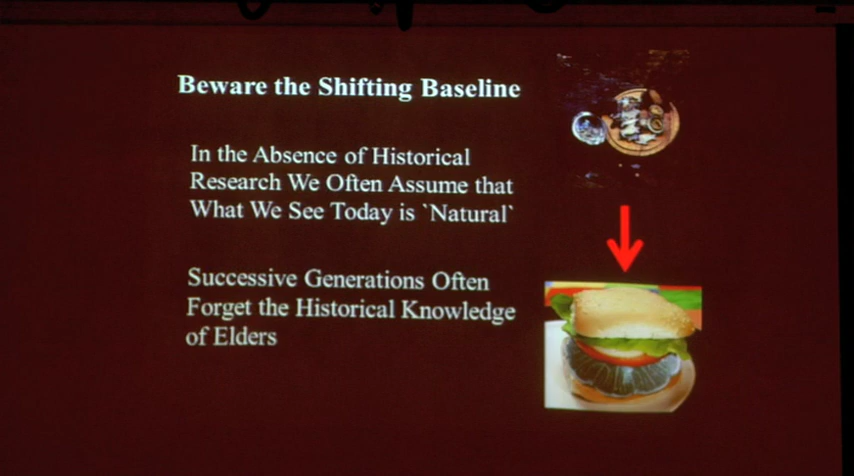 Beware the Shifting Baseline
In the Absence of Historical
Research We Often Assume that
What We See Today is `Natural`
Successive Generations Often
Forget the Historical Knowledge
of Elders